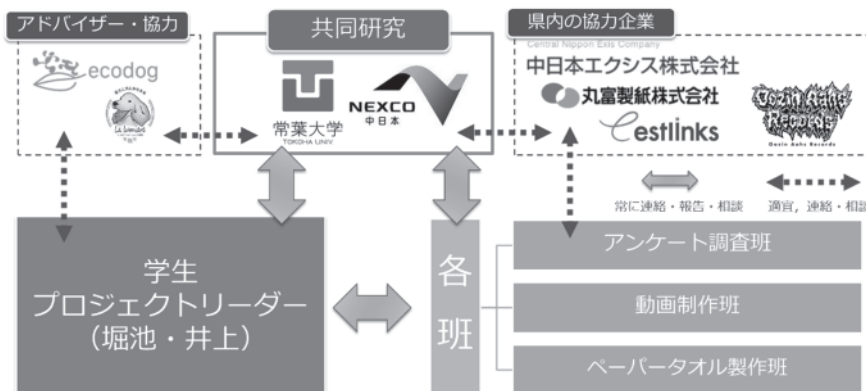 アドバイザー・協力
共同研究
県内の協力企業
ecodog
常葉大学
TOKOHA UNIV.
NEXCO
中日本
Central Nippon Exis Company
中日本エクシス株式会社
丸富製紙株式会社
estlinks
Oozin Aahs Records
常に連絡・報告・相談
適宜，連絡・相談
学生
プロジェクトリーダー
（堀池・井上）
各
班
アンケート調査班
動画制作班
ペーパータオル製作班